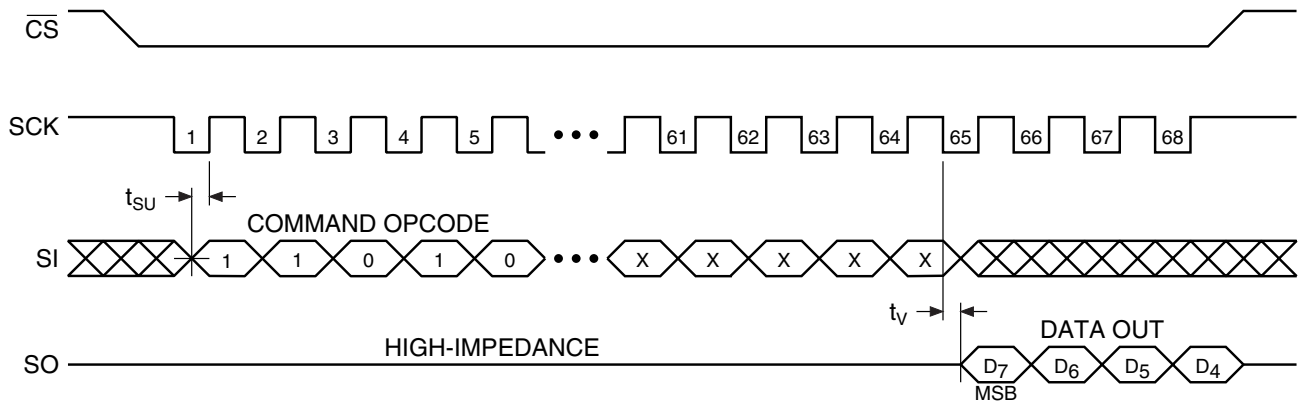 CS
SCK 1 2 3 4 5 ••• 61 62 63 64 65 66 67 68
tSU
COMMAND OPCODE
SI 1 1 0 1 0 ••• X X X X X
tV
HIGH-IMPEDANCE
DATA OUT
SO D7 D6 D5 D4
MSB